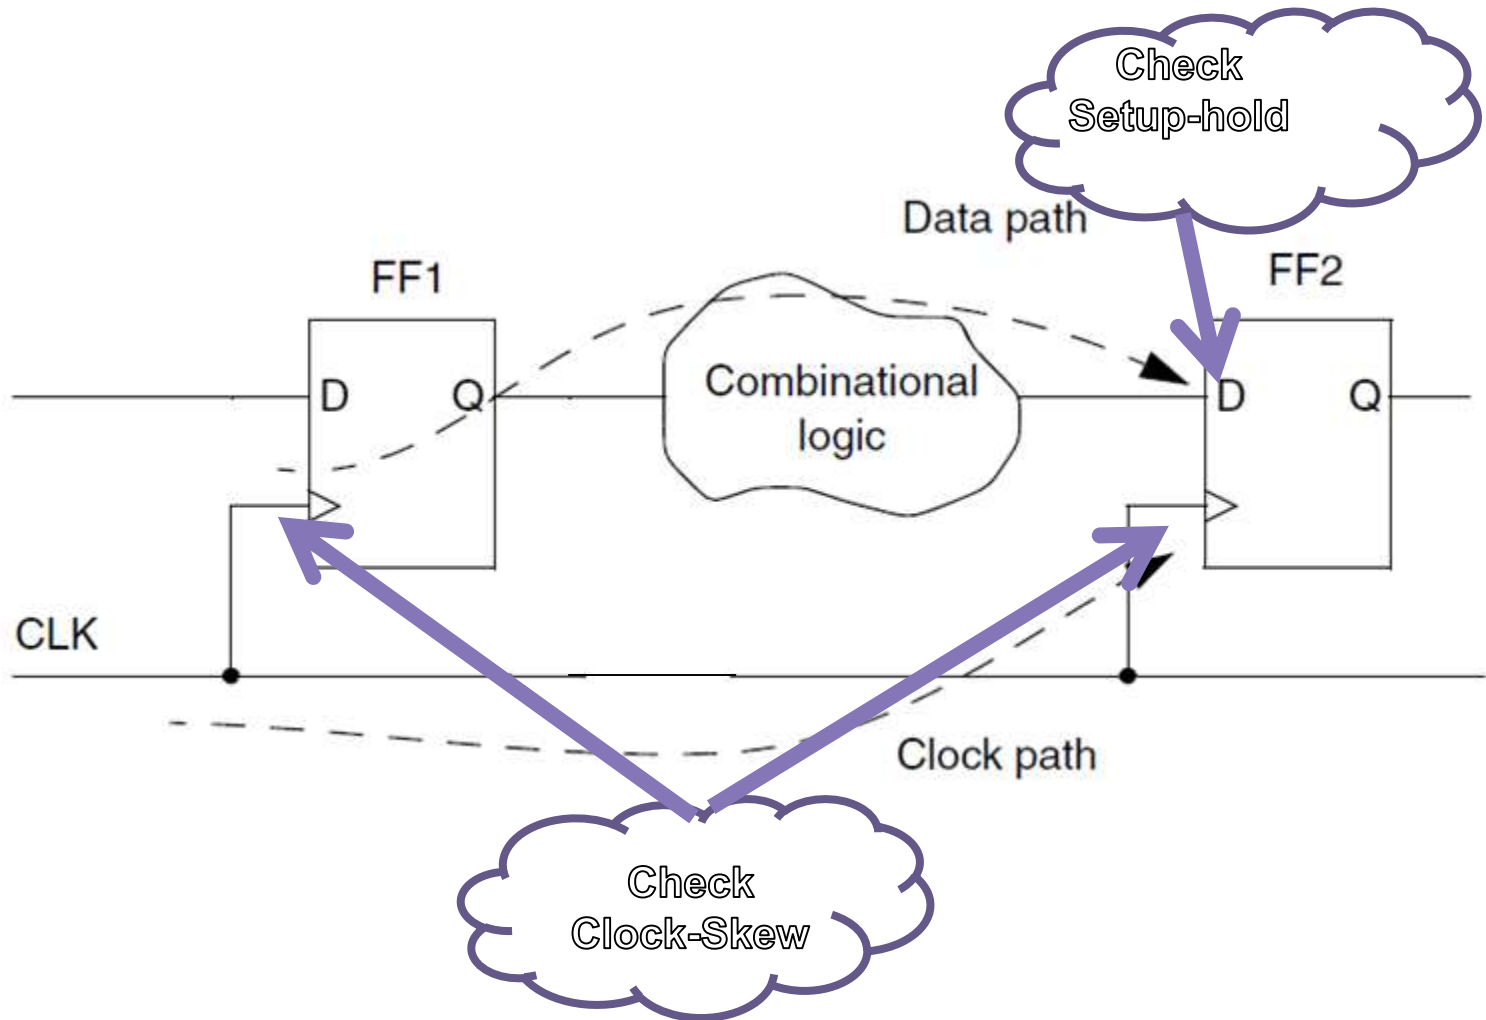 Check
Setup-hold
Data path
FF1
FF2
Combinational
logic
D
Q
D
Q
CLK
Clock path
Check
Clock-Skew